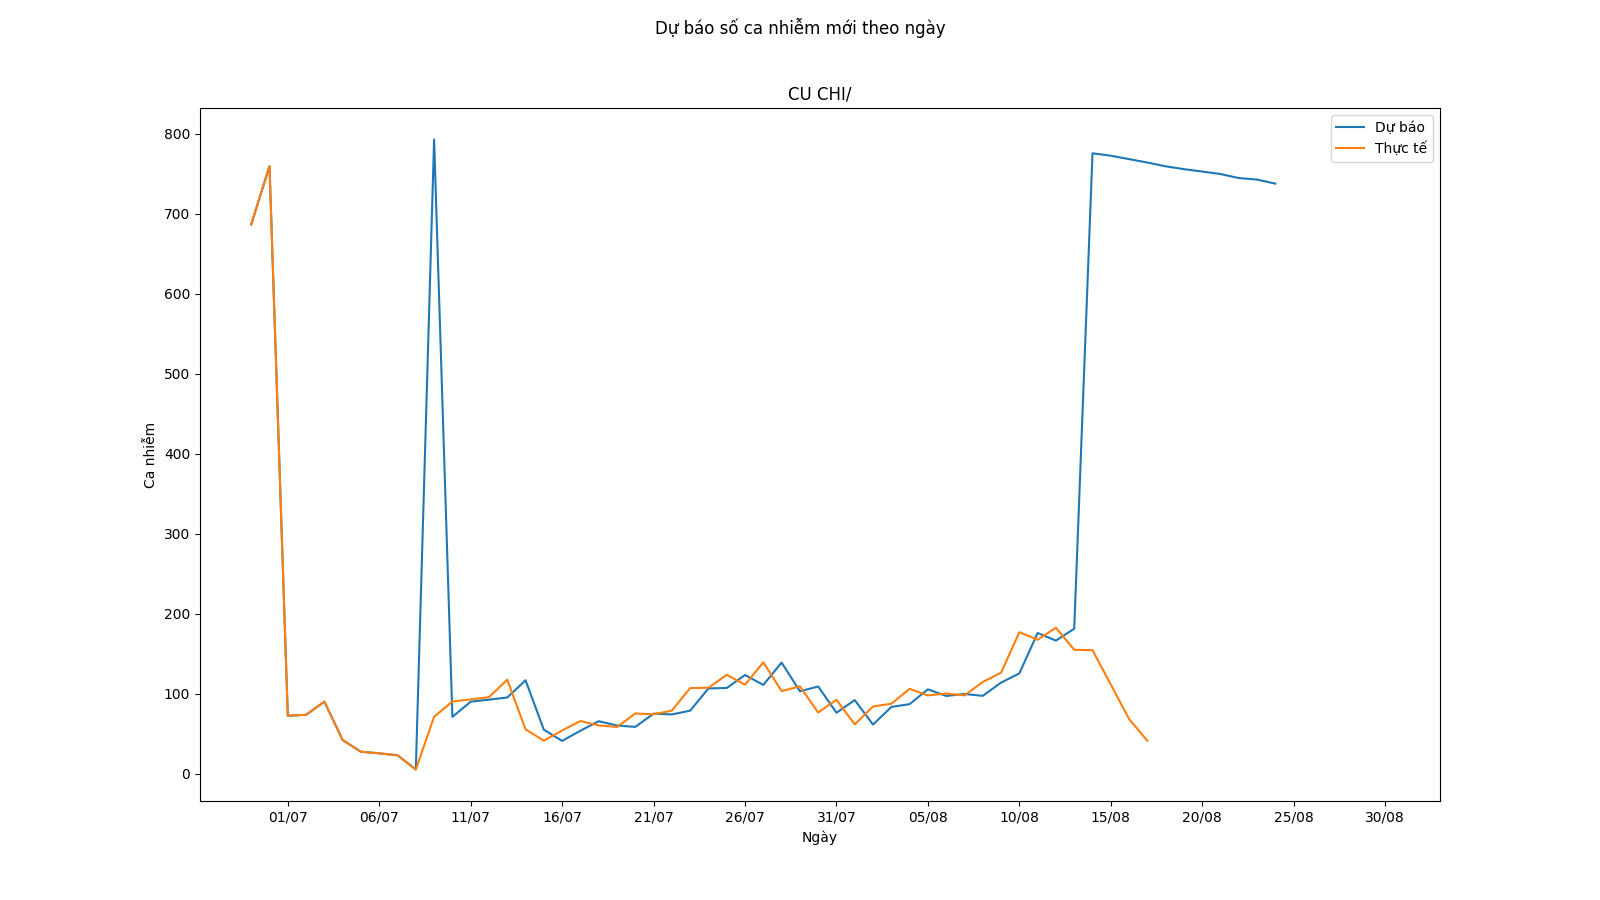 Dự báo số ca nhiễm mới theo ngày
CU CHI/
Dự báo
Thực tế
800
700
600
500
400
300
200
100
0
Ca nhiễm
01/07 06/07 11/07 16/07 21/07 26/07 31/07 05/08 10/08 15/08 20/08 25/08 30/08
Ngày